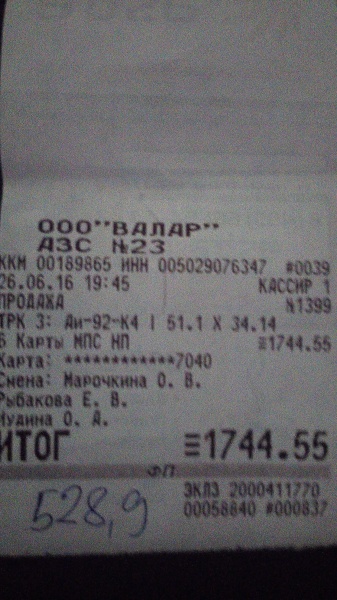 ООО"ВАЛАР"
АЗС №23
ККМ 00189865 ИНН 005029076347 #0039
26.06.16 19:45 КАССИР 1
ПРОДАЖА №1399
ТРК 3: Аи-92-К4 | 51.1 X 34.14
6 Карты МПС НП ≡1744.55
Карта: ************7040
Смена: Марочкина О. В.
Рыбакова Е. В.
Чудина О. А.
ИТОГ ≡1744.55
ФП
ЭКЛЗ 2000411770
00058840 #000837
528,9